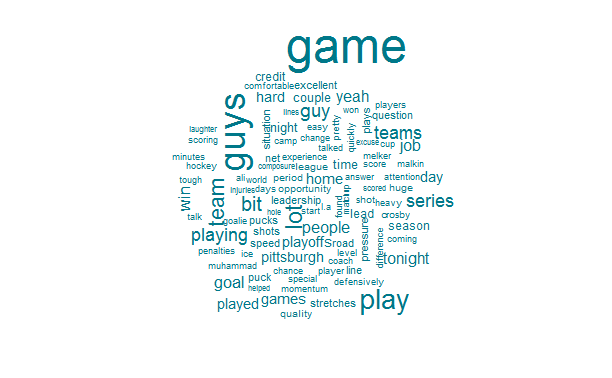 game
credit
comfortable excellent
hard couple yeah
guys
situation
lines
guy
won
players
plays
question
night
easy
pretty
quickly
teams
laughter
scoring
camp
change
talked
excuse
cup
job
minutes
hockey
net
experience
composure
league
time
melker
score
malkin
tough
win
team
ali
world
period
home
answer
attention
day
injuries
days
opportunity
found
matchup
scored
huge
bit
leadership
shot
heavy
series
talk
goalie
pucks
hole
lot
start
l.a
lead
crosby
playing
shots
people
pressure
season
penalties
ice
speed
playoffs
road
difference
coming
pittsburgh
level
coach
tonight
muhammad
chance
player
line
goal
puck
helped
special
momentum
defensively
played
games
stretches
play
quality